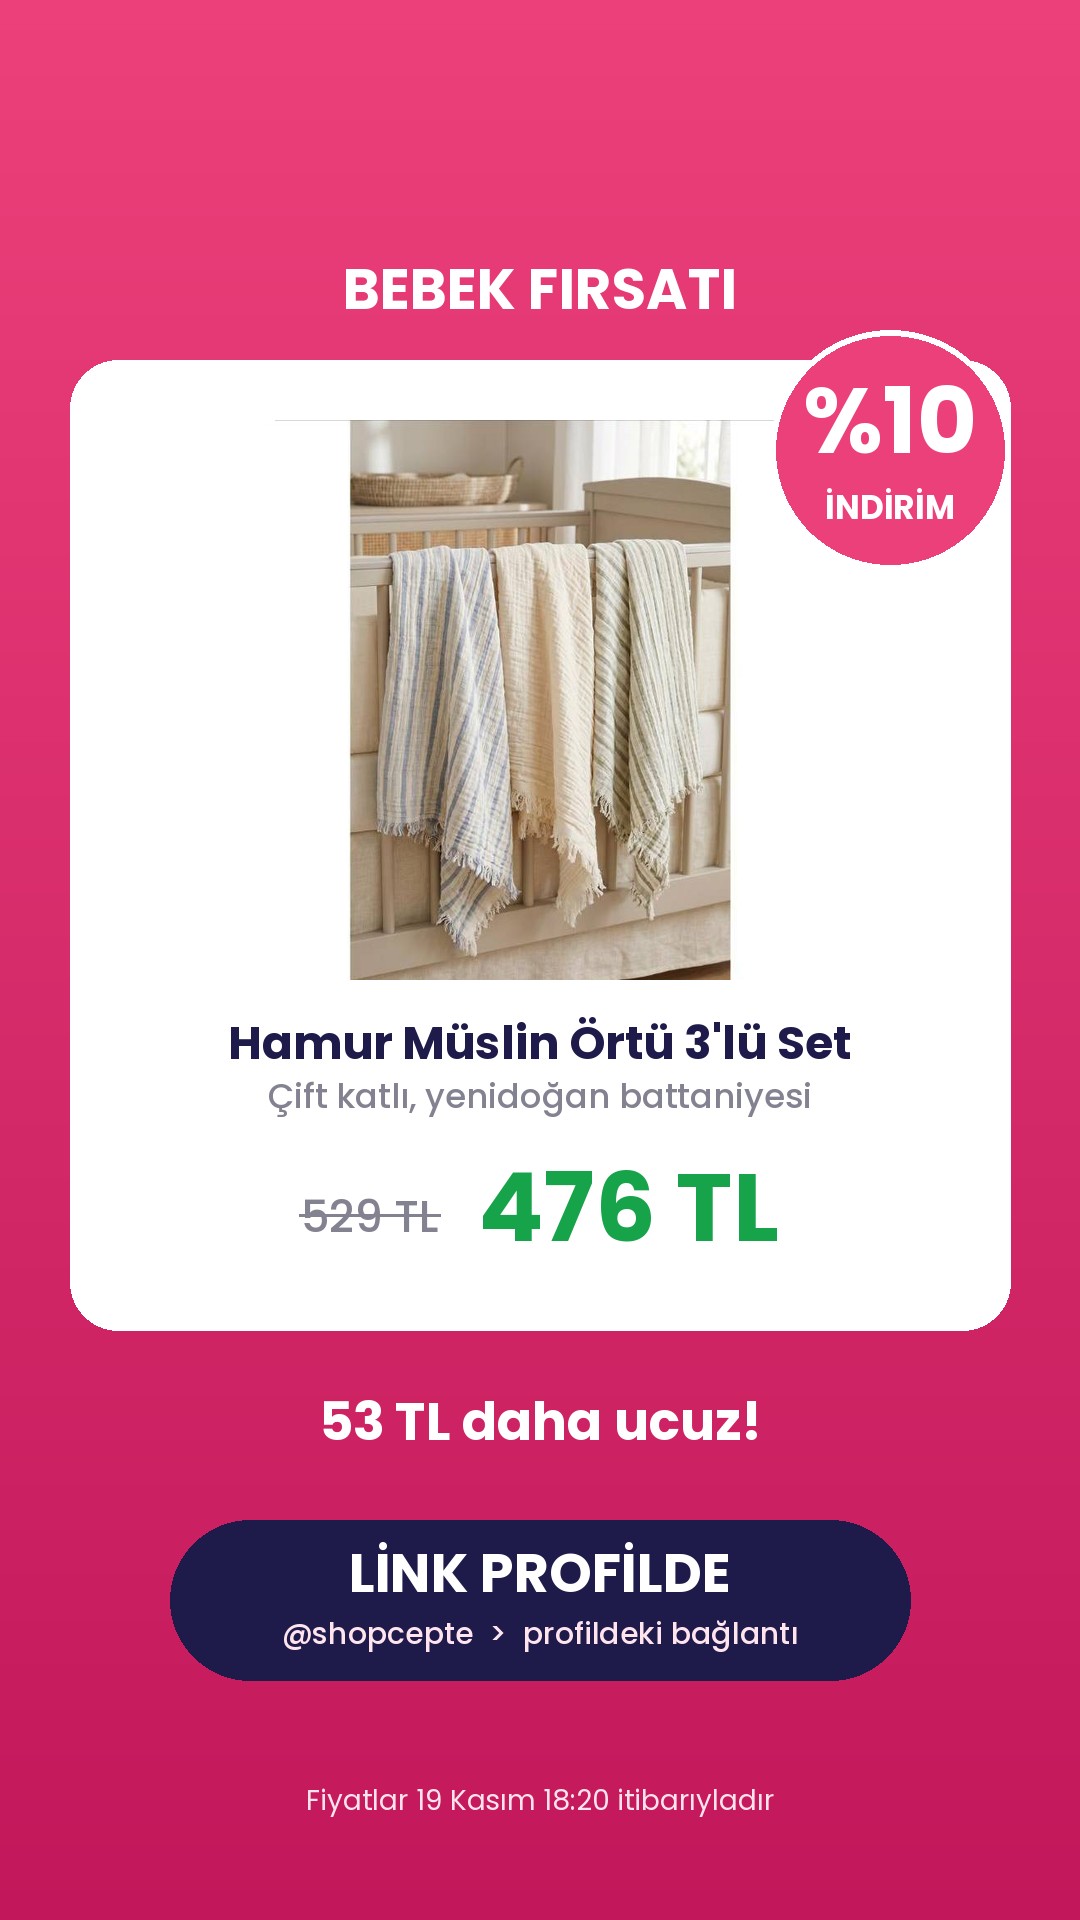 BEBEK FIRSATI
%10
İNDİRİM
Hamur Müslin Örtü 3'lü Set
Çift katlı, yenidoğan battaniyesi
529 TL 476 TL
53 TL daha ucuz!
LİNK PROFİLDE
@shopcepte > profildeki bağlantı
Fiyatlar 19 Kasım 18:20 itibarıyladır